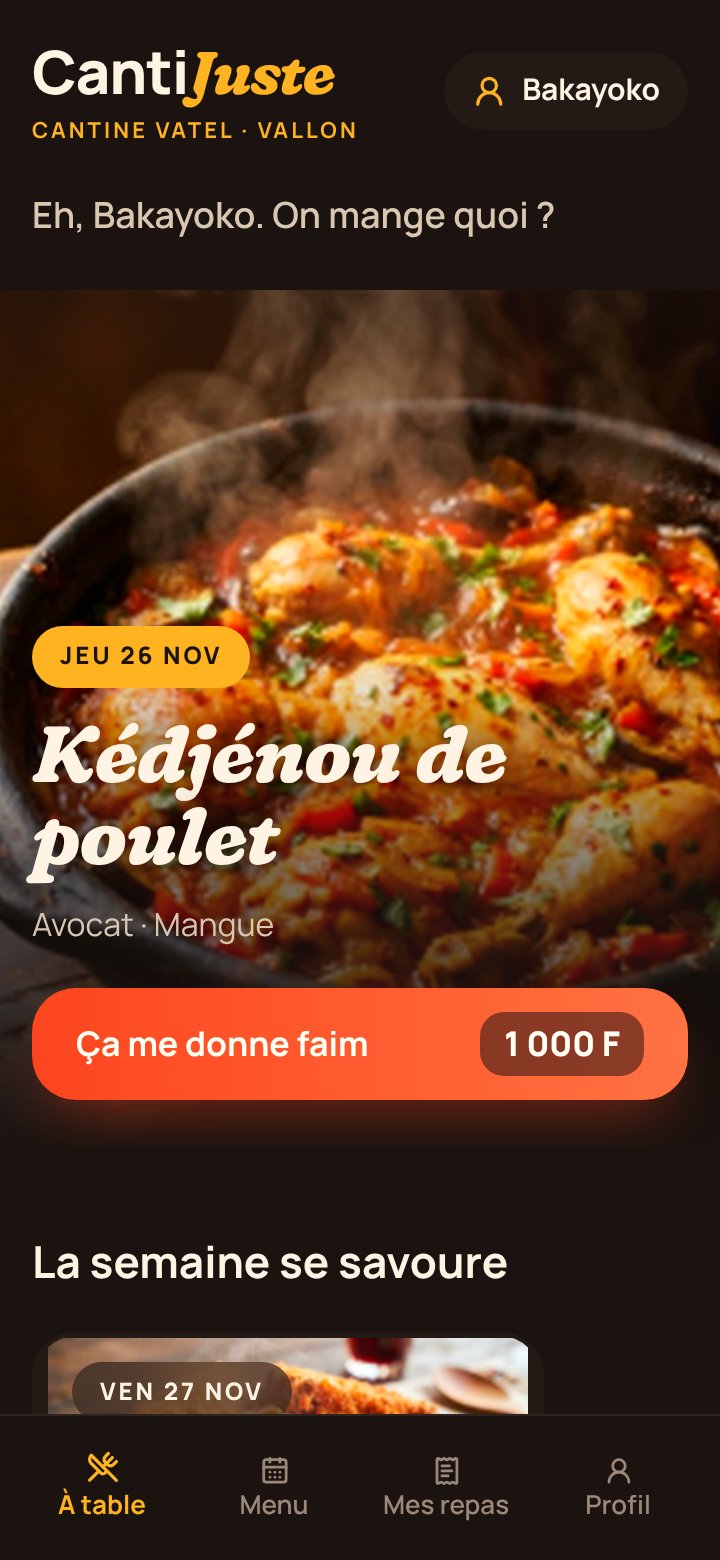 CantiJuste
CANTINE VATEL · VALLON
Bakayoko
Eh, Bakayoko. On mange quoi ?
JEU 26 NOV
Kédjénou de
poulet
Avocat · Mangue
Ça me donne faim
1 000 F
La semaine se savoure
VEN 27 NOV
À table
Menu
Mes repas
Profil